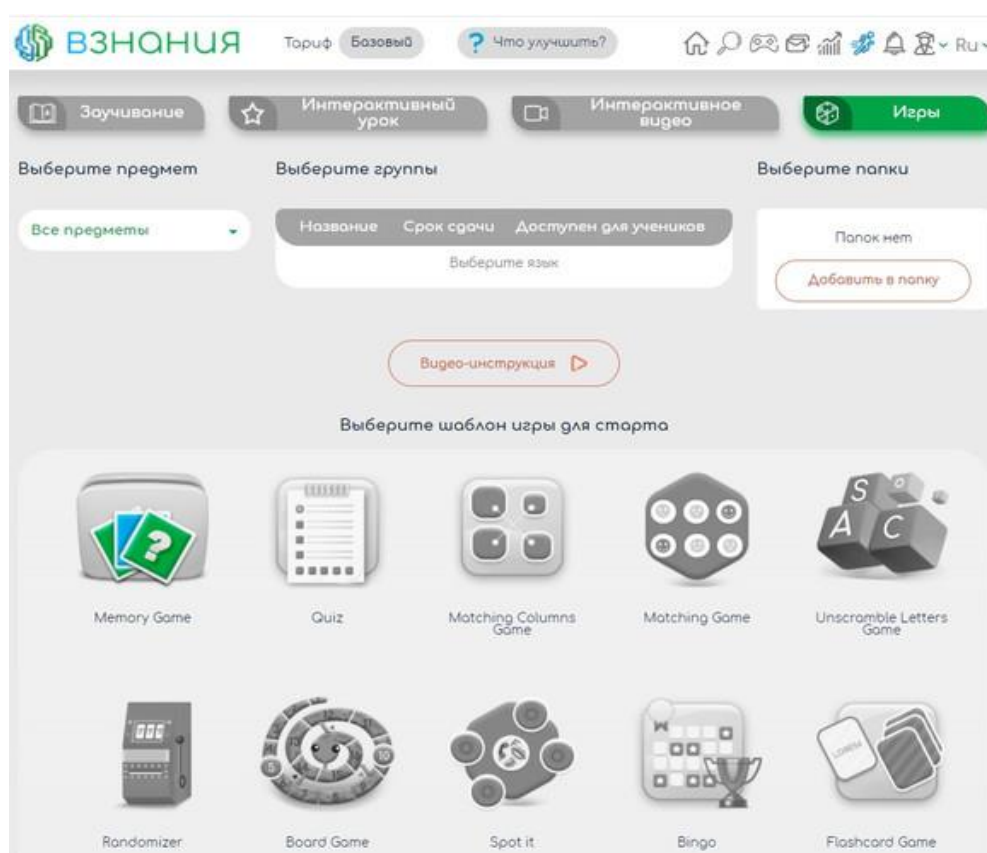 ВЗНАНИЯ
Тариф Базовый
? Что улучшить?
Ru
Заучивание
Интерактивный
урок
Интерактивное
видео
Игры
Выберите предмет
Выберите группы
Выберите папки
Все предметы
Название Срок сдачи Доступен для учеников
Выберите язык
Папок нет
Добавить в папку
Видео-инструкция
Выберите шаблон игры для старта
?
S
A C
Memory Game
Quiz
Matching Columns
Game
Matching Game
Unscramble Letters
Game
Randomizer
Board Game
Spot it
Bingo
Flashcard Game